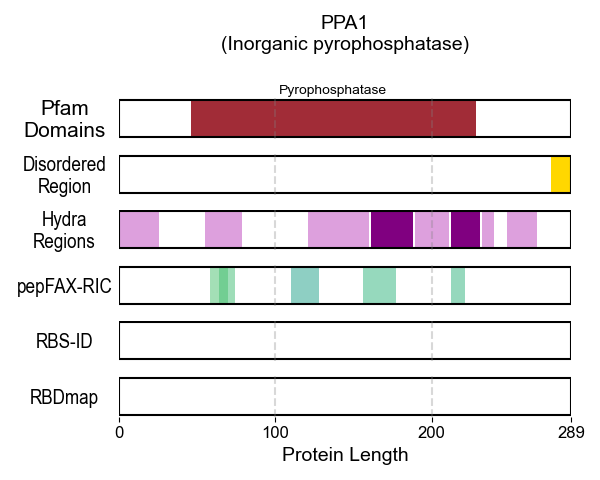 PPA1
(Inorganic pyrophosphatase)
Pyrophosphatase
Pfam
Domains
Disordered
Region
Hydra
Regions
pepFAX-RIC
RBS-ID
RBDmap
0 100 200 289
Protein Length